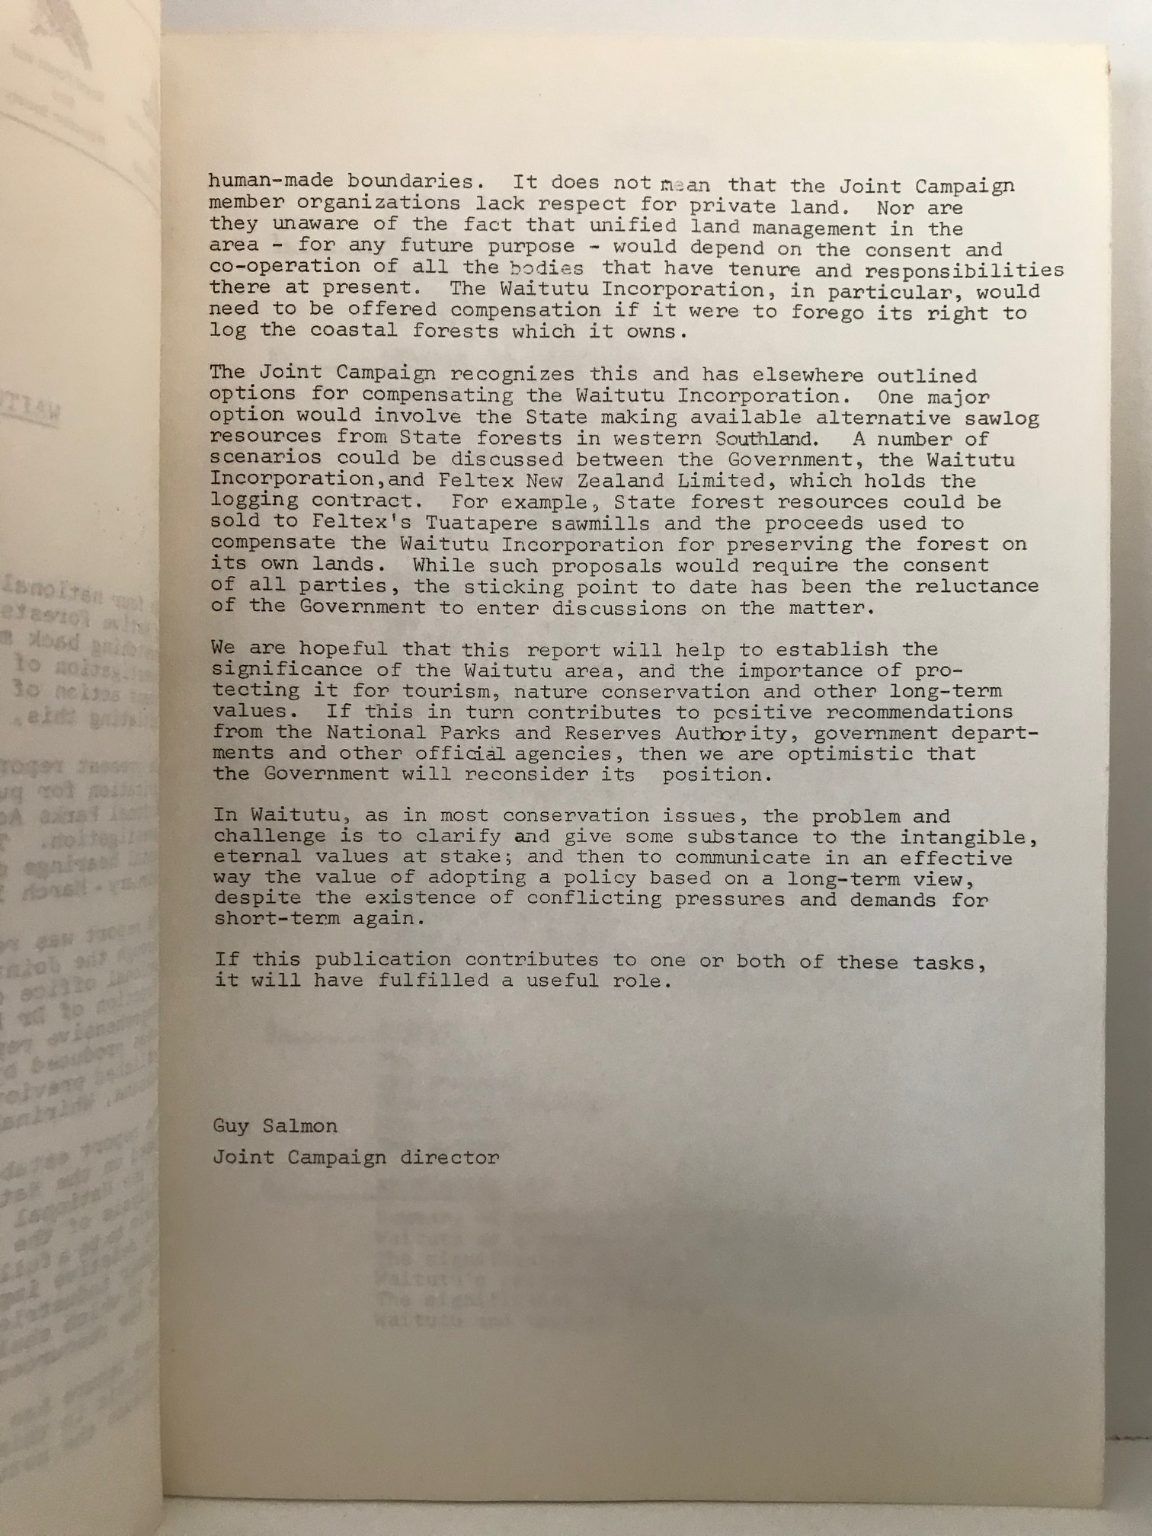 human-made boundaries. It does not mean that the Joint Campaign
member organizations lack respect for private land. Nor are
they unaware of the fact that unified land management in the
area - for any future purpose - would depend on the consent and
co-operation of all the bodies that have tenure and responsibilities
there at present. The Waitutu Incorporation, in particular, would
need to be offered compensation if it were to forego its right to
log the coastal forests which it owns.
The Joint Campaign recognizes this and has elsewhere outlined
options for compensating the Waitutu Incorporation. One major
option would involve the State making available alternative sawlog
resources from State forests in western Southland. A number of
scenarios could be discussed between the Government, the Waitutu
Incorporation,and Feltex New Zealand Limited, which holds the
logging contract. For example, State forest resources could be
sold to Feltex's Tuatapere sawmills and the proceeds used to
compensate the Waitutu Incorporation for preserving the forest on
its own lands. While such proposals would require the consent
of all parties, the sticking point to date has been the reluctance
of the Government to enter discussions on the matter.
We are hopeful that this report will help to establish the
significance of the Waitutu area, and the importance of pro-
tecting it for tourism, nature conservation and other long-term
values. If this in turn contributes to positive recommendations
from the National Parks and Reserves Authority, government depart-
ments and other official agencies, then we are optimistic that
the Government will reconsider its position.
In Waitutu, as in most conservation issues, the problem and
challenge is to clarify and give some substance to the intangible,
eternal values at stake; and then to communicate in an effective
way the value of adopting a policy based on a long-term view,
despite the existence of conflicting pressures and demands for
short-term again.
If this publication contributes to one or both of these tasks,
it will have fulfilled a useful role.
Guy Salmon
Joint Campaign director